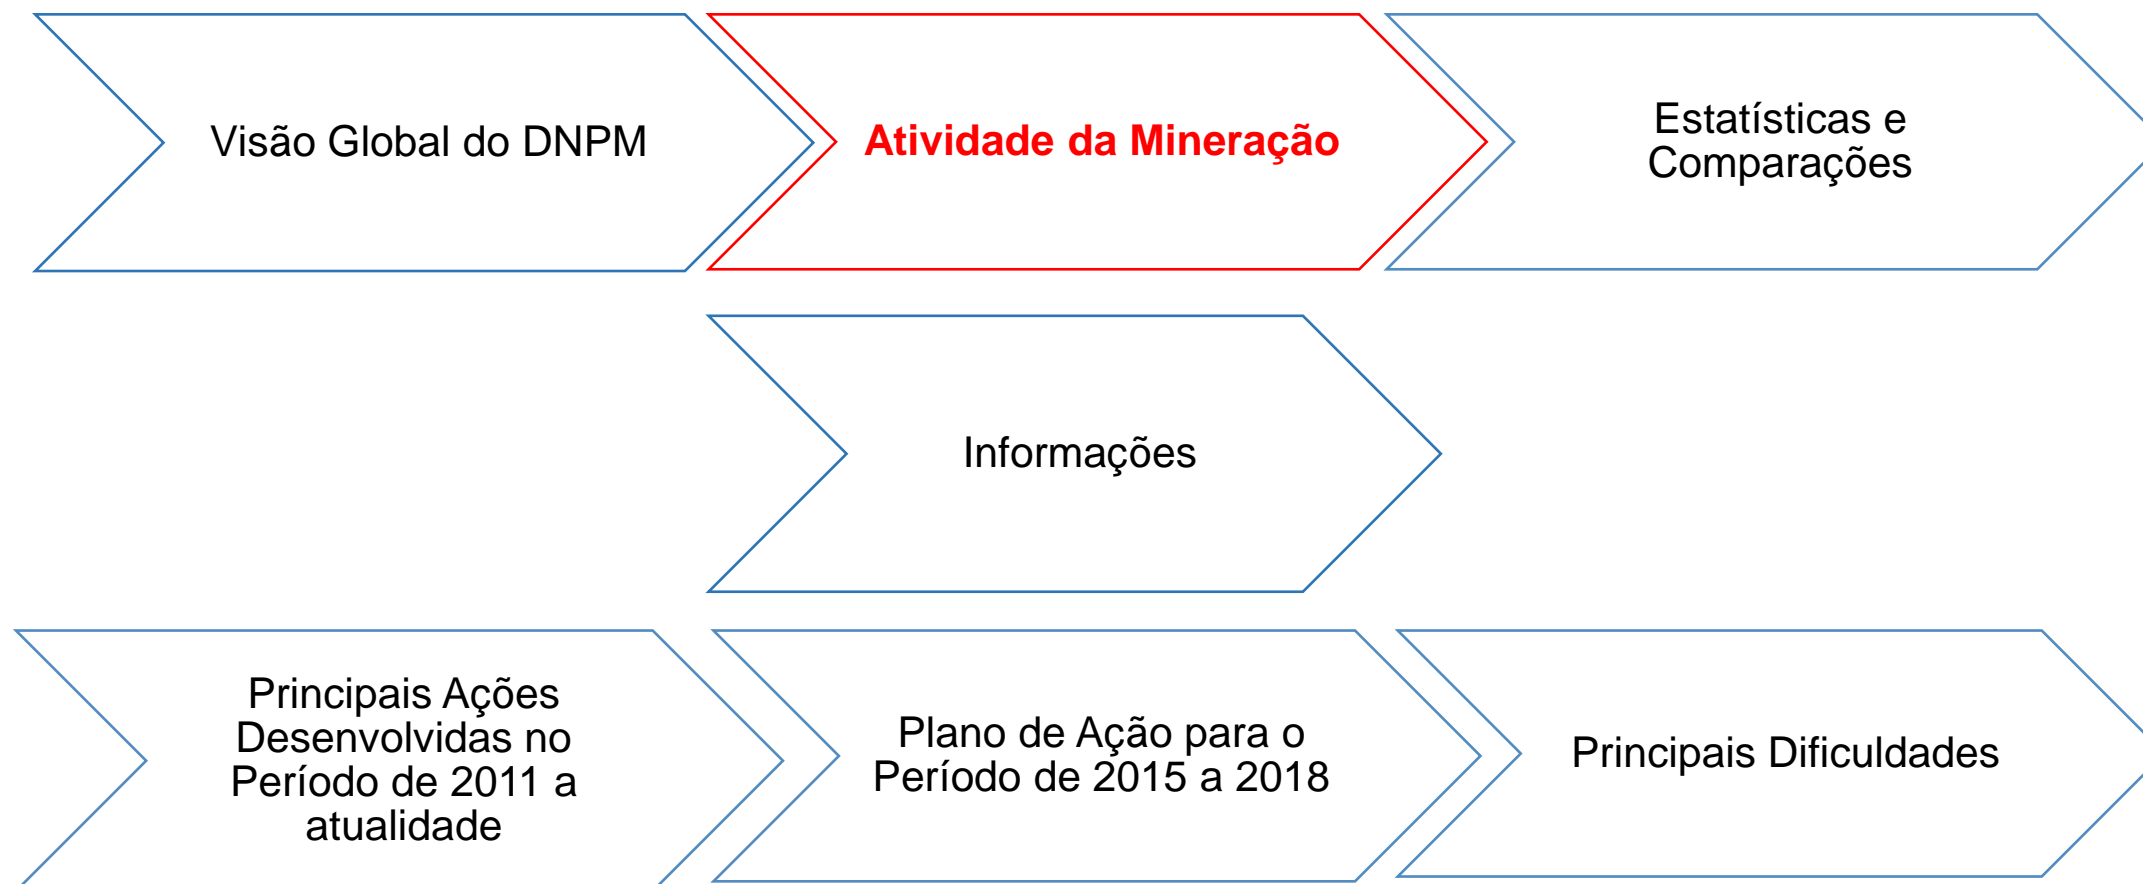 Visão Global do DNPM
Atividade da Mineração
Estatísticas e
Comparações
Informações
Principais Ações
Desenvolvidas no
Período de 2011 a
atualidade
Plano de Ação para o
Período de 2015 a 2018
Principais Dificuldades